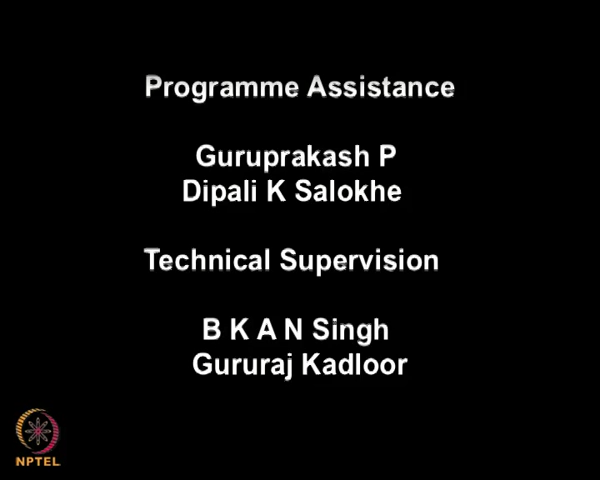 Programme Assistance
Guruprakash P
Dipali K Salokhe
Technical Supervision
B K A N Singh
Gururaj Kadloor
NPTEL